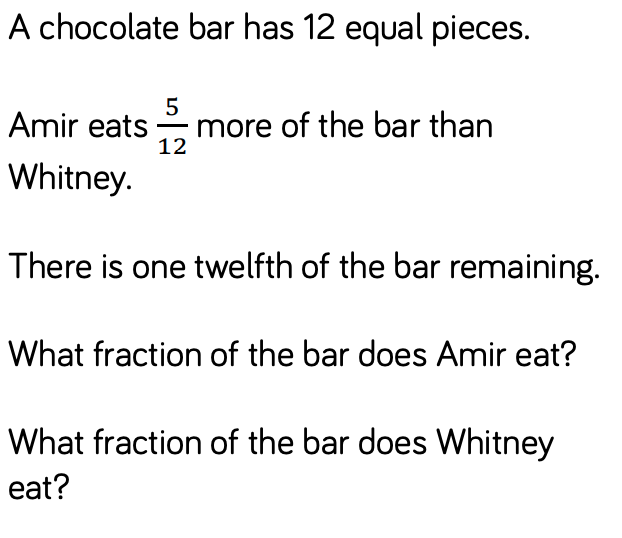 A chocolate bar has 12 equal pieces.
Amir eats 5/12 more of the bar than
Whitney.
There is one twelfth of the bar remaining.
What fraction of the bar does Amir eat?
What fraction of the bar does Whitney
eat?